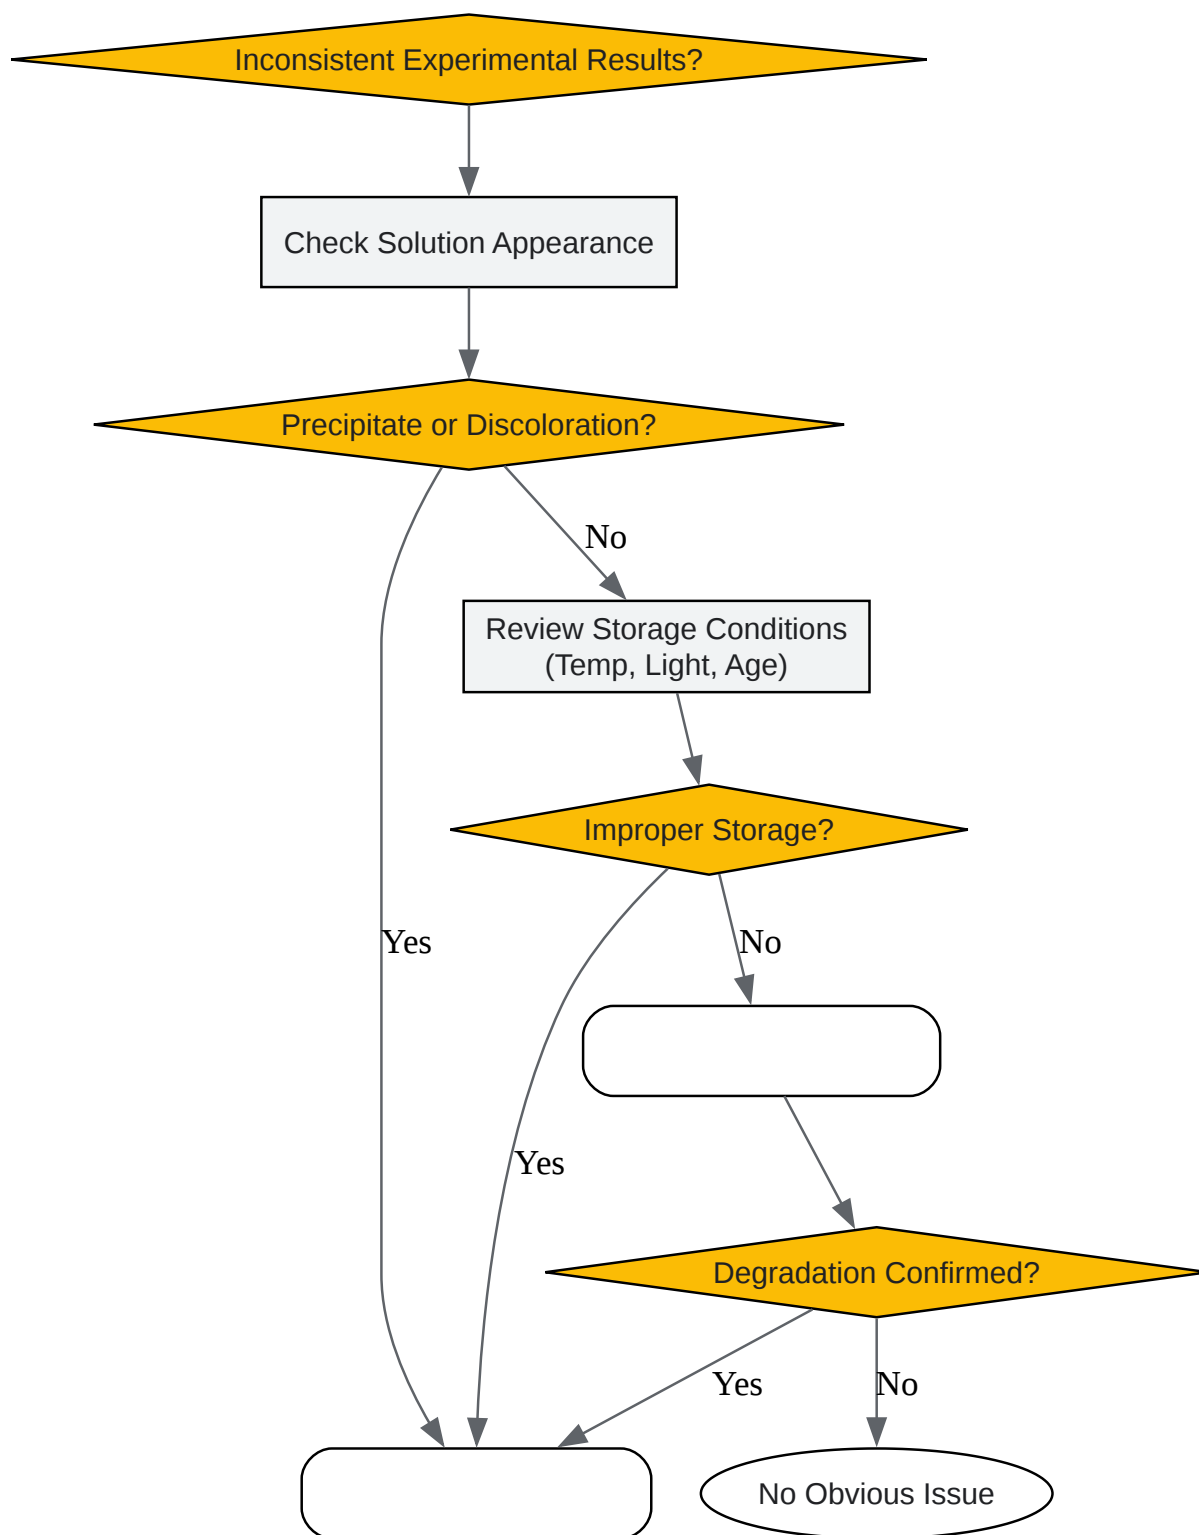 Inconsistent Experimental Results?
Check Solution Appearance
Precipitate or Discoloration?
No
Review Storage Conditions
(Temp, Light, Age)
Improper Storage?
Yes
No
Yes
Degradation Confirmed?
Yes
No
No Obvious Issue